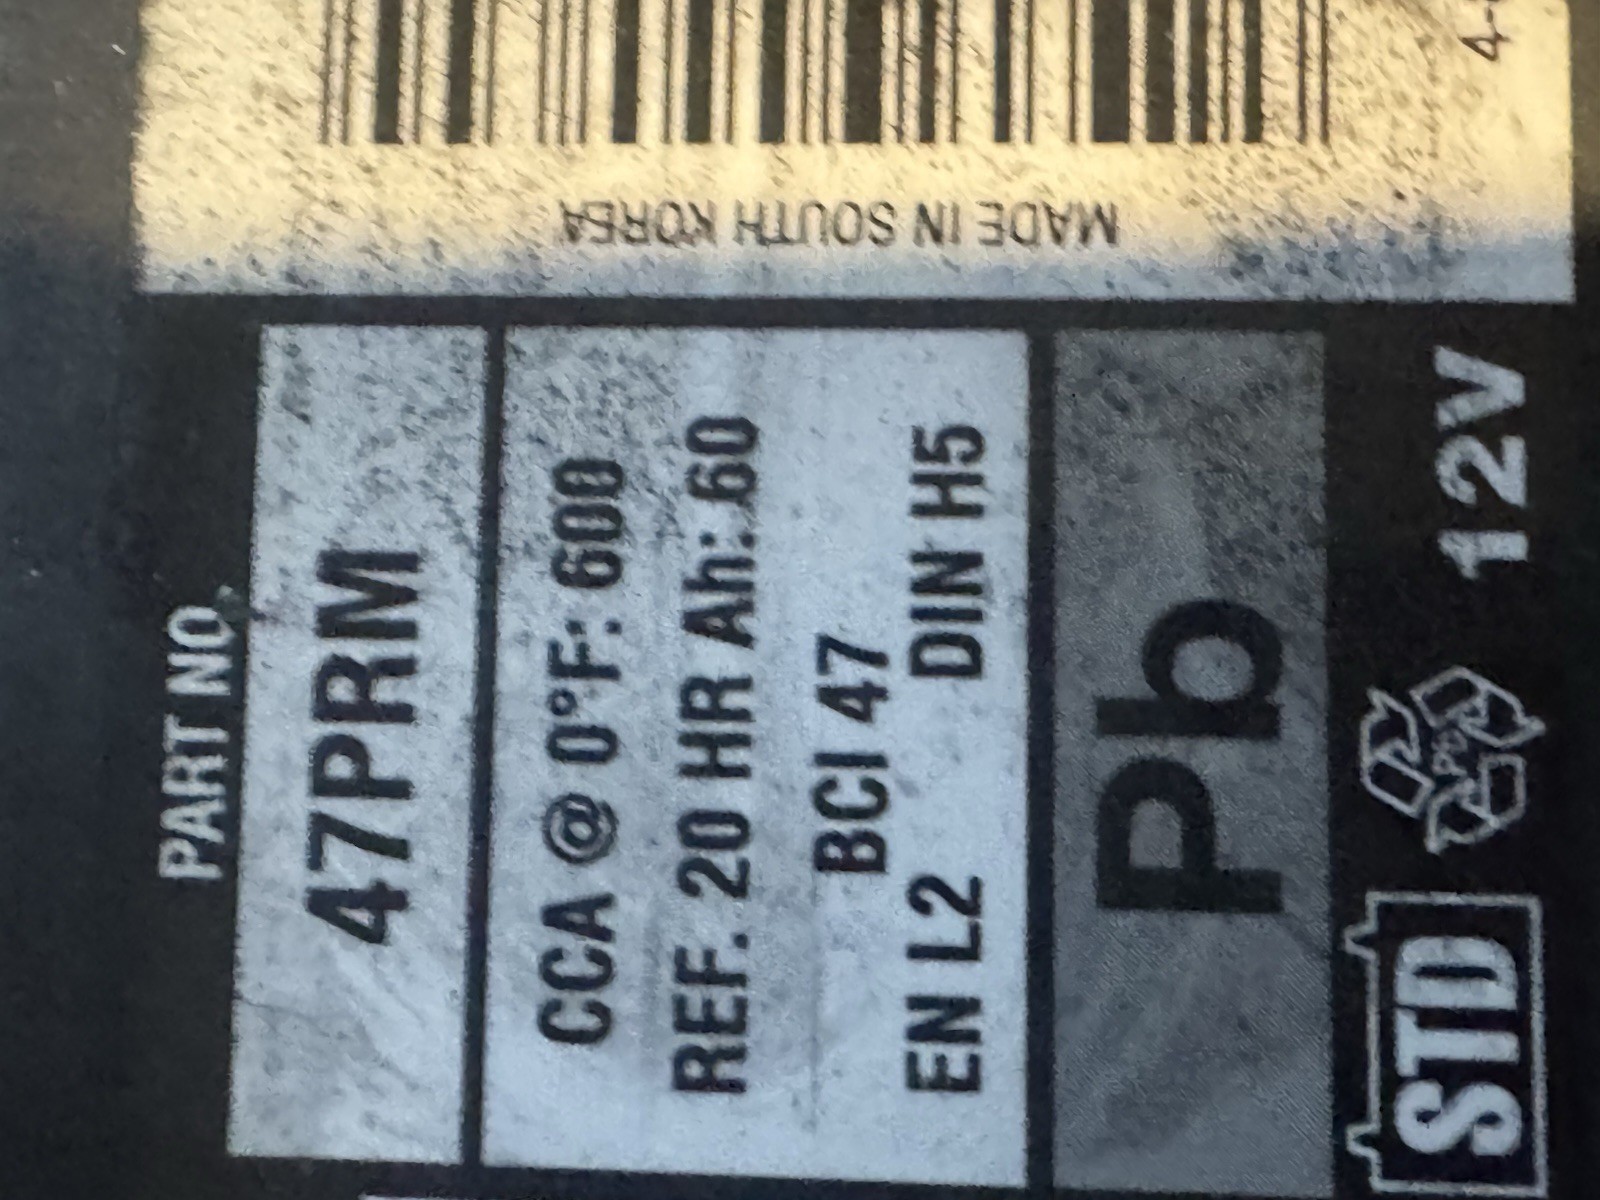 MADE IN SOUTH KOREA
PART NO.
47PRM
CCA @ 0°F: 600
REF. 20 HR Ah: 60
BCI 47
EN L2 DIN H5
Pb
STD Pb 12V